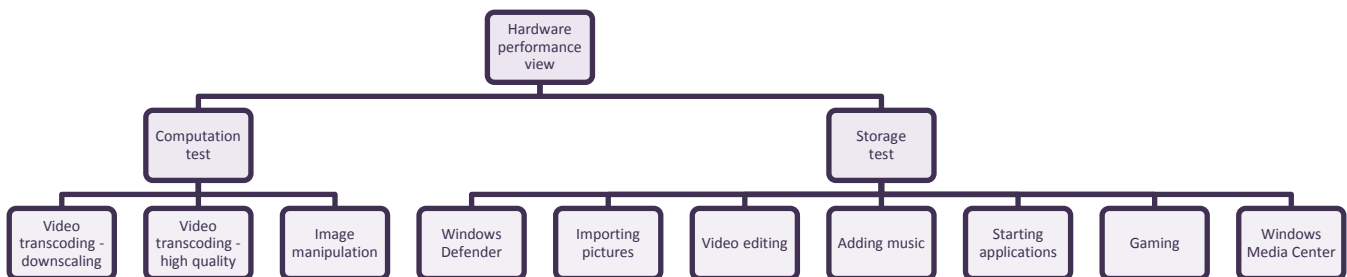 Hardware
performance
view
Computation
test
Storage
test
Video
transcoding -
downscaling
Video
transcoding -
high quality
Image
manipulation
Windows
Defender
Importing
pictures
Video editing
Adding music
Starting
applications
Gaming
Windows
Media Center